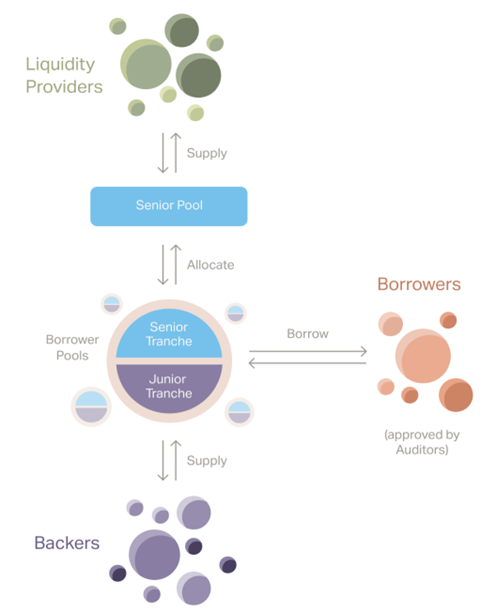 Liquidity
Providers
Supply
Senior Pool
Allocate
Borrowers
Senior
Tranche
Borrower
Pools
Borrow
Junior
Tranche
(approved by
Auditors)
Supply
Backers